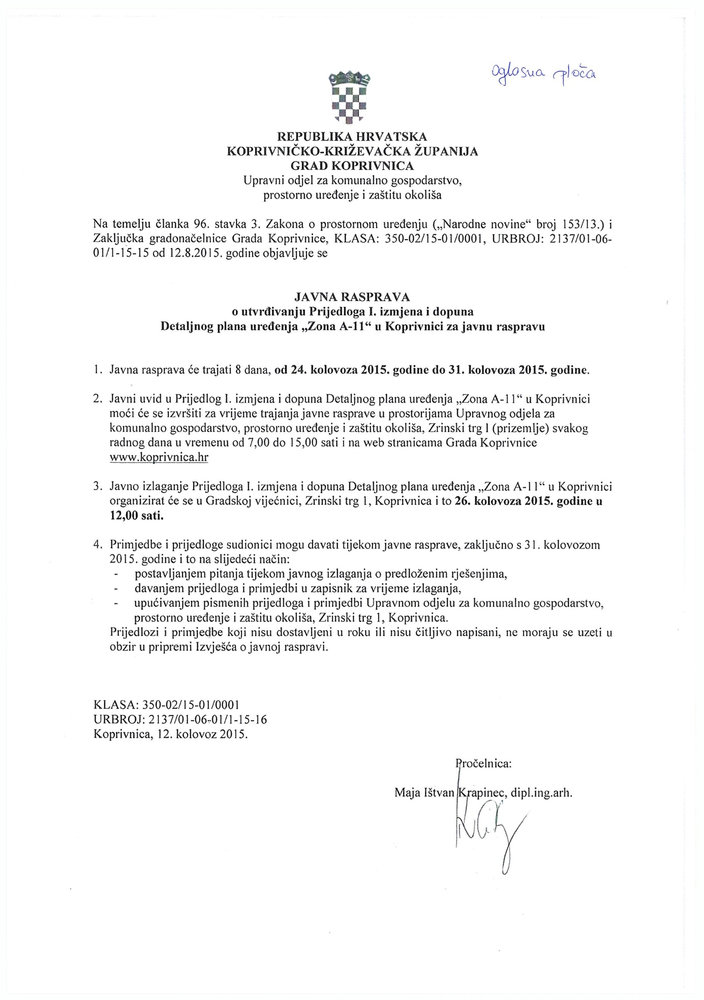 oglasna ploča
REPUBLIKA HRVATSKA
KOPRIVNIČKO-KRIŽEVAČKA ŽUPANIJA
GRAD KOPRIVNICA
Upravni odjel za komunalno gospodarstvo,
prostorno uređenje i zaštitu okoliša
Na temelju članka 96. stavka 3. Zakona o prostornom uređenju („Narodne novine“ broj 153/13.) i
Zaključka gradonačelnice Grada Koprivnice, KLASA: 350-02/15-01/0001, URBROJ: 2137/01-06-
01/1-15-15 od 12.8.2015. godine objavljuje se
JAVNA RASPRAVA
o utvrđivanju Prijedloga I. izmjena i dopuna
Detaljnog plana uređenja „Zona A-11“ u Koprivnici za javnu raspravu
1. Javna rasprava će trajati 8 dana, od 24. kolovoza 2015. godine do 31. kolovoza 2015. godine.
2. Javni uvid u Prijedlog I. izmjena i dopuna Detaljnog plana uređenja „Zona A-11“ u Koprivnici
moći će se izvršiti za vrijeme trajanja javne rasprave u prostorijama Upravnog odjela za
komunalno gospodarstvo, prostorno uređenje i zaštitu okoliša, Zrinski trg 1 (prizemlje) svakog
radnog dana u vremenu od 7,00 do 15,00 sati i na web stranicama Grada Koprivnice
www.koprivnica.hr
3. Javno izlaganje Prijedloga I. izmjena i dopuna Detaljnog plana uređenja „Zona A-11“ u Koprivnici
organizirat će se u Gradskoj vijećnici, Zrinski trg 1, Koprivnica i to 26. kolovoza 2015. godine u
12,00 sati.
4. Primjedbe i prijedloge sudionici mogu davati tijekom javne rasprave, zaključno s 31. kolovozom
2015. godine i to na slijedeći način:
- postavljanjem pitanja tijekom javnog izlaganja o predloženim rješenjima,
- davanjem prijedloga i primjedbi u zapisnik za vrijeme izlaganja,
- upućivanjem pismenih prijedloga i primjedbi Upravnom odjelu za komunalno gospodarstvo,
prostorno uređenje i zaštitu okoliša, Zrinski trg 1, Koprivnica.
Prijedlozi i primjedbe koji nisu dostavljeni u roku ili nisu čitljivo napisani, ne moraju se uzeti u
obzir u pripremi Izvješća o javnoj raspravi.
KLASA: 350-02/15-01/0001
URBROJ: 2137/01-06-01/1-15-16
Koprivnica, 12. kolovoz 2015.
Pročelnica:
Maja Ištvan Krapinec, dipl.ing.arh.